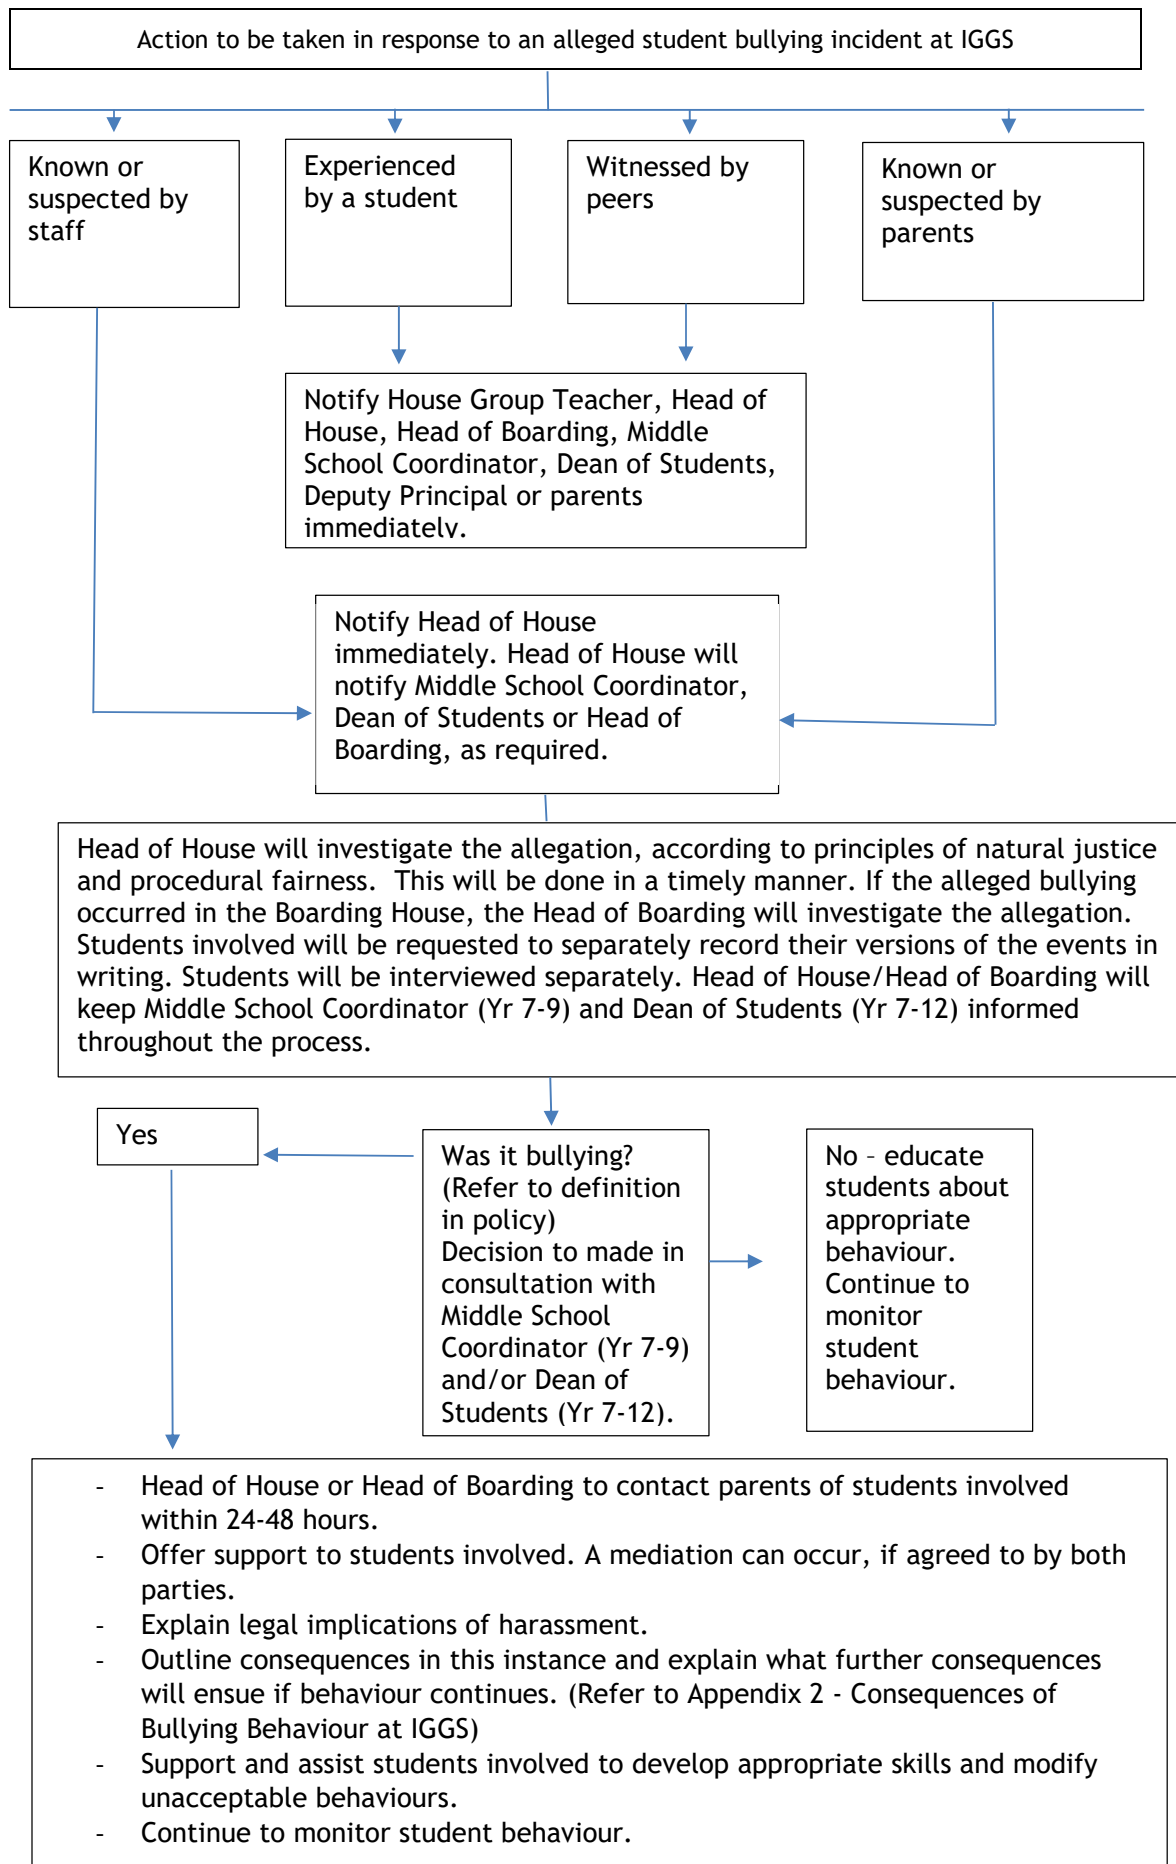 Action to be taken in response to an alleged student bullying incident at IGGS
Known or
suspected by
staff
Experienced
by a student
Witnessed by
peers
Known or
suspected by
parents
Notify House Group Teacher, Head of
House, Head of Boarding, Middle
School Coordinator, Dean of Students,
Deputy Principal or parents
immediately.
Notify Head of House
immediately. Head of House will
notify Middle School Coordinator,
Dean of Students or Head of
Boarding, as required.
Head of House will investigate the allegation, according to principles of natural justice
and procedural fairness.  This will be done in a timely manner. If the alleged bullying
occurred in the Boarding House, the Head of Boarding will investigate the allegation.
Students involved will be requested to separately record their versions of the events in
writing. Students will be interviewed separately. Head of House/Head of Boarding will
keep Middle School Coordinator (Yr 7-9) and Dean of Students (Yr 7-12) informed
throughout the process.
Yes
Was it bullying?
(Refer to definition
in policy)
Decision to made in
consultation with
Middle School
Coordinator (Yr 7-9)
and/or Dean of
Students (Yr 7-12).
No – educate
students about
appropriate
behaviour.
Continue to
monitor
student
behaviour.
- Head of House or Head of Boarding to contact parents of students involved
within 24-48 hours.
- Offer support to students involved. A mediation can occur, if agreed to by both
parties.
- Explain legal implications of harassment.
- Outline consequences in this instance and explain what further consequences
will ensue if behaviour continues. (Refer to Appendix 2 - Consequences of
Bullying Behaviour at IGGS)
- Support and assist students involved to develop appropriate skills and modify
unacceptable behaviours.
- Continue to monitor student behaviour.